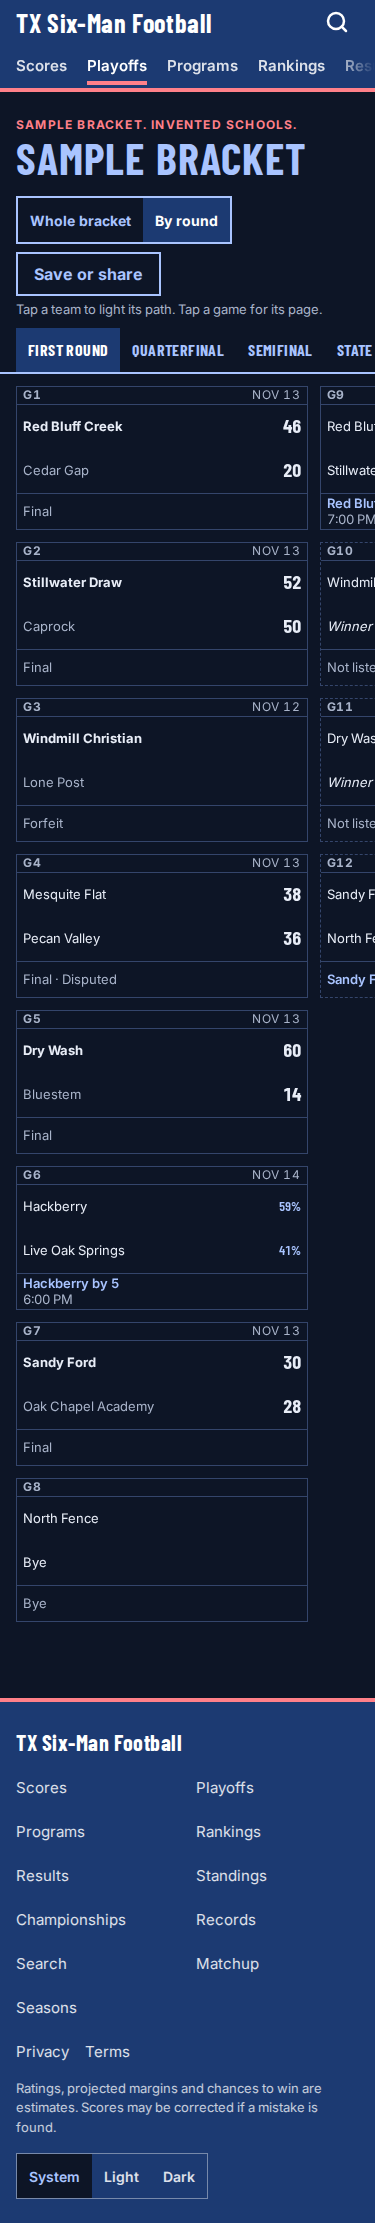 TX Six-Man Football
Scores Playoffs Programs Rankings Res
SAMPLE BRACKET. INVENTED SCHOOLS.
SAMPLE BRACKET
Whole bracket By round
Save or share
Tap a team to light its path. Tap a game for its page.
FIRST ROUND QUARTERFINAL SEMIFINAL STATE
G1 NOV 13
Red Bluff Creek 46
Cedar Gap 20
Final
G2 NOV 13
Stillwater Draw 52
Caprock 50
Final
G3 NOV 12
Windmill Christian
Lone Post
Forfeit
G4 NOV 13
Mesquite Flat 38
Pecan Valley 36
Final · Disputed
G5 NOV 13
Dry Wash 60
Bluestem 14
Final
G6 NOV 14
Hackberry 59%
Live Oak Springs 41%
Hackberry by 5
6:00 PM
G7 NOV 13
Sandy Ford 30
Oak Chapel Academy 28
Final
G8
North Fence
Bye
Bye
G9
Red Blu
Stillwate
Red Blu
7:00 PM
G10
Windmil
Winner
Not liste
G11
Dry Was
Winner
Not liste
G12
Sandy F
North Fe
Sandy F
TX Six-Man Football
Scores Playoffs
Programs Rankings
Results Standings
Championships Records
Search Matchup
Seasons
Privacy Terms
Ratings, projected margins and chances to win are
estimates. Scores may be corrected if a mistake is
found.
System Light Dark